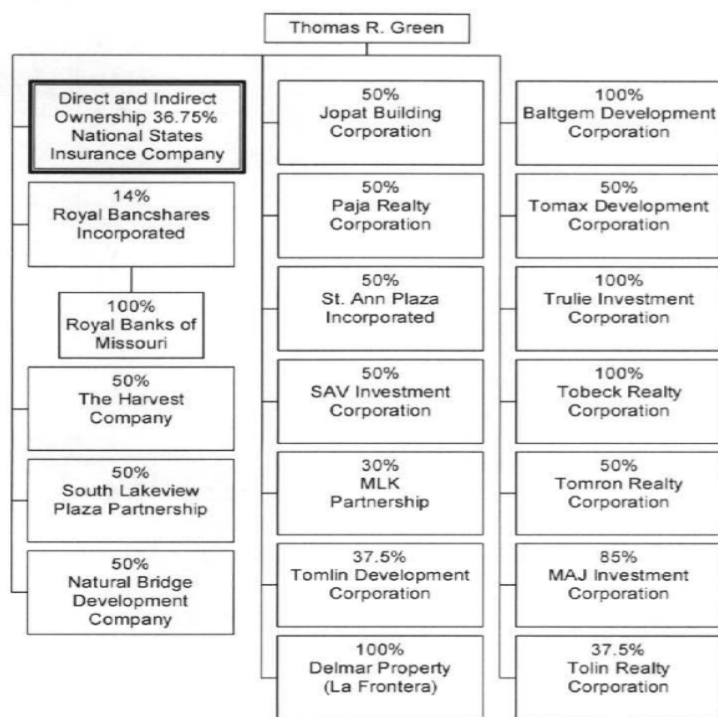 Thomas R. Green
Direct and Indirect
Ownership 36.75%
National States
Insurance Company
14%
Royal Bancshares
Incorporated
100%
Royal Banks of
Missouri
50%
The Harvest
Company
50%
South Lakeview
Plaza Partnership
50%
Natural Bridge
Development
Company
50%
Jopat Building
Corporation
50%
Paja Realty
Corporation
50%
St. Ann Plaza
Incorporated
50%
SAV Investment
Corporation
30%
MLK
Partnership
37.5%
Tomlin Development
Corporation
100%
Delmar Property
(La Frontera)
100%
Baltgem Development
Corporation
50%
Tomax Development
Corporation
100%
Trulie Investment
Corporation
100%
Tobeck Realty
Corporation
50%
Tomron Realty
Corporation
85%
MAJ Investment
Corporation
37.5%
Tolin Realty
Corporation